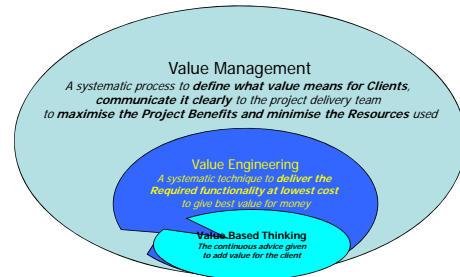 Value Management
A systematic process to define what value means for Clients,
communicate it clearly to the project delivery team
to maximise the Project Benefits and minimise the Resources used
Value Engineering
A systematic technique to deliver the
Required functionality at lowest cost
to give best value for money
Value Based Thinking
The continuous advice given
to add value for the client